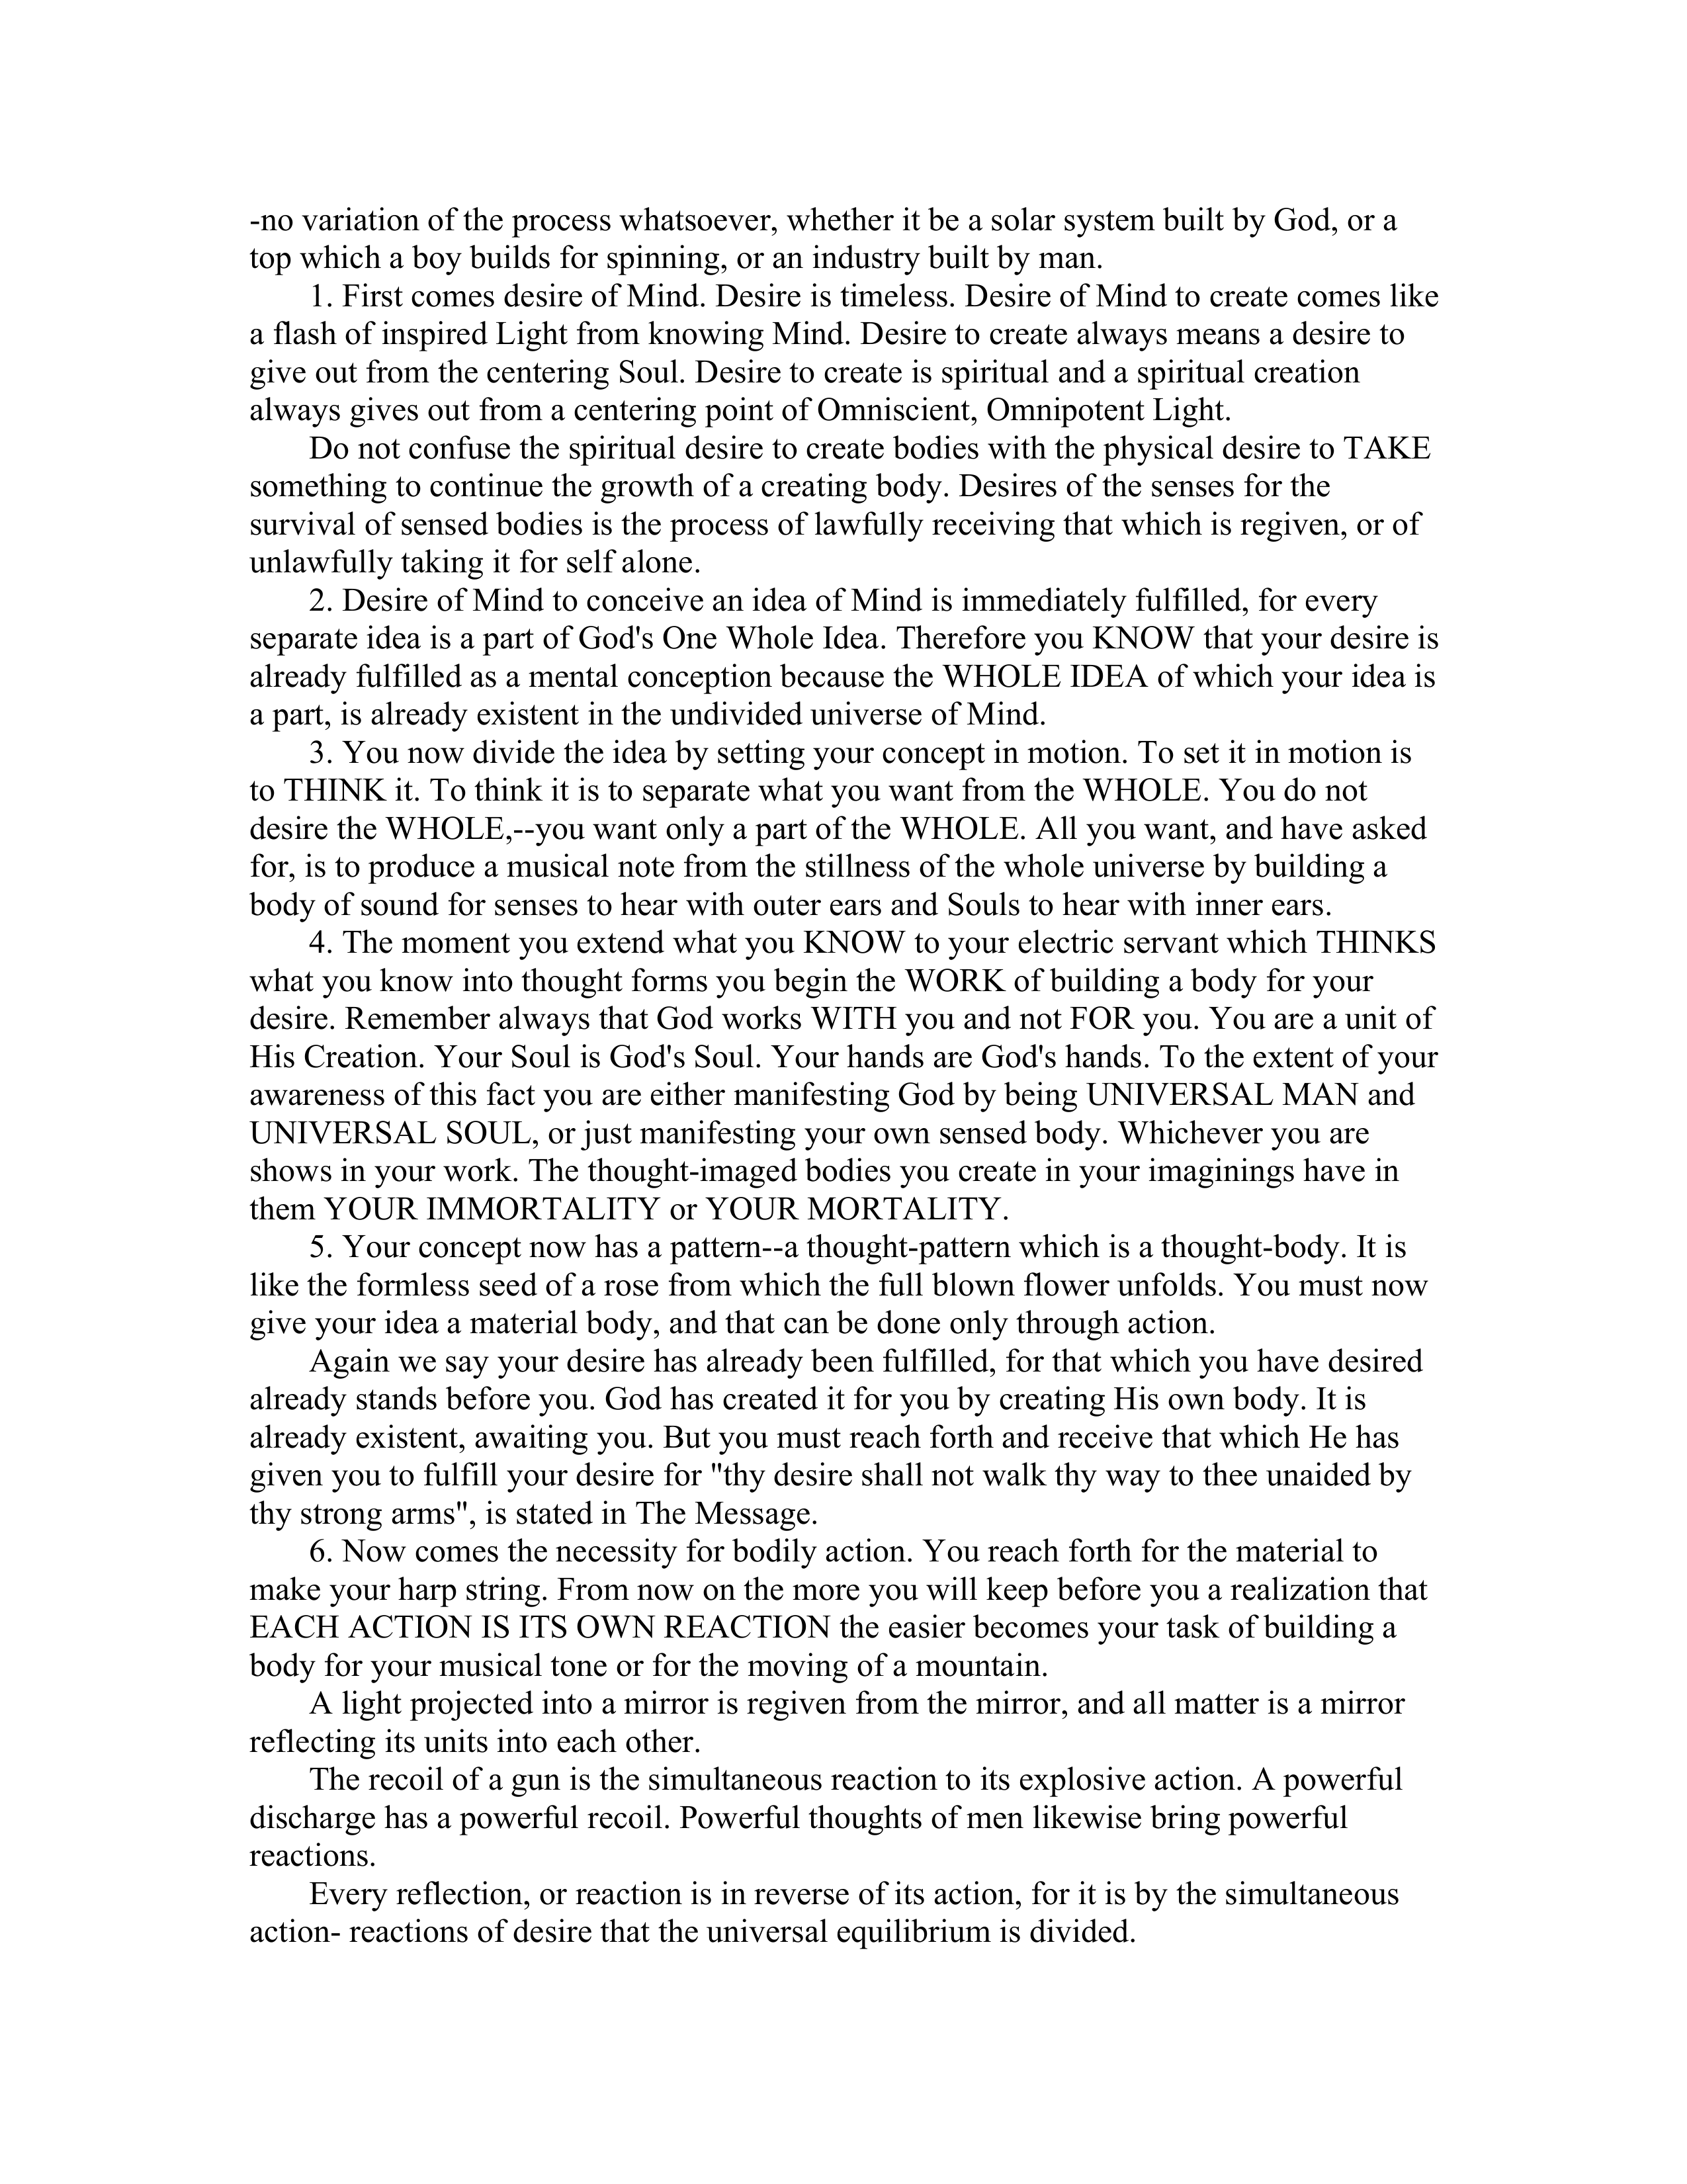 -no variation of the process whatsoever, whether it be a solar system built by God, or a
top which a boy builds for spinning, or an industry built by man.
1. First comes desire of Mind. Desire is timeless. Desire of Mind to create comes like
a flash of inspired Light from knowing Mind. Desire to create always means a desire to
give out from the centering Soul. Desire to create is spiritual and a spiritual creation
always gives out from a centering point of Omniscient, Omnipotent Light.
Do not confuse the spiritual desire to create bodies with the physical desire to TAKE
something to continue the growth of a creating body. Desires of the senses for the
survival of sensed bodies is the process of lawfully receiving that which is regiven, or of
unlawfully taking it for self alone.
2. Desire of Mind to conceive an idea of Mind is immediately fulfilled, for every
separate idea is a part of God's One Whole Idea. Therefore you KNOW that your desire is
already fulfilled as a mental conception because the WHOLE IDEA of which your idea is
a part, is already existent in the undivided universe of Mind.
3. You now divide the idea by setting your concept in motion. To set it in motion is
to THINK it. To think it is to separate what you want from the WHOLE. You do not
desire the WHOLE,--you want only a part of the WHOLE. All you want, and have asked
for, is to produce a musical note from the stillness of the whole universe by building a
body of sound for senses to hear with outer ears and Souls to hear with inner ears.
4. The moment you extend what you KNOW to your electric servant which THINKS
what you know into thought forms you begin the WORK of building a body for your
desire. Remember always that God works WITH you and not FOR you. You are a unit of
His Creation. Your Soul is God's Soul. Your hands are God's hands. To the extent of your
awareness of this fact you are either manifesting God by being UNIVERSAL MAN and
UNIVERSAL SOUL, or just manifesting your own sensed body. Whichever you are
shows in your work. The thought-imaged bodies you create in your imaginings have in
them YOUR IMMORTALITY or YOUR MORTALITY.
5. Your concept now has a pattern--a thought-pattern which is a thought-body. It is
like the formless seed of a rose from which the full blown flower unfolds. You must now
give your idea a material body, and that can be done only through action.
Again we say your desire has already been fulfilled, for that which you have desired
already stands before you. God has created it for you by creating His own body. It is
already existent, awaiting you. But you must reach forth and receive that which He has
given you to fulfill your desire for "thy desire shall not walk thy way to thee unaided by
thy strong arms", is stated in The Message.
6. Now comes the necessity for bodily action. You reach forth for the material to
make your harp string. From now on the more you will keep before you a realization that
EACH ACTION IS ITS OWN REACTION the easier becomes your task of building a
body for your musical tone or for the moving of a mountain.
A light projected into a mirror is regiven from the mirror, and all matter is a mirror
reflecting its units into each other.
The recoil of a gun is the simultaneous reaction to its explosive action. A powerful
discharge has a powerful recoil. Powerful thoughts of men likewise bring powerful
reactions.
Every reflection, or reaction is in reverse of its action, for it is by the simultaneous
action- reactions of desire that the universal equilibrium is divided.